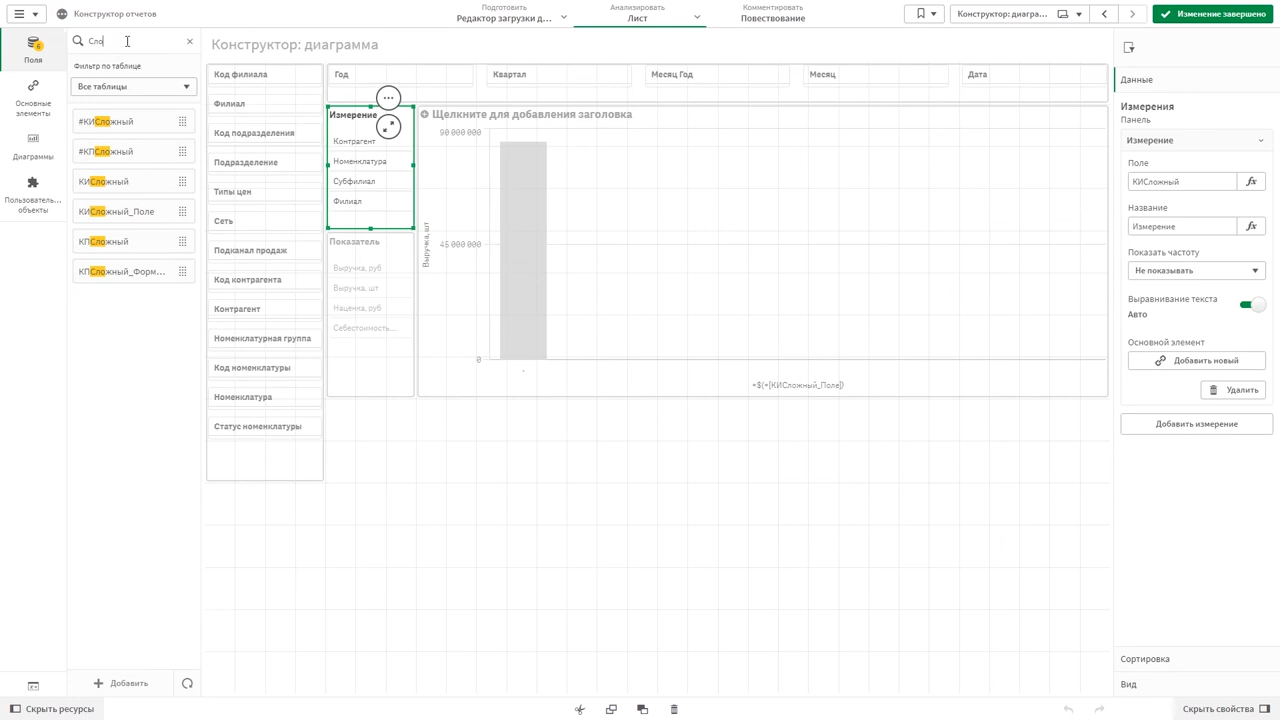 Конструктор отчетов
Подготовить
Редактор загрузки д...
Анализировать
Лист
Комментировать
Повествование
Конструктор: диагра...
Изменение завершено
6
Поля
Основные элементы
Диаграммы
Пользователь... объекты
Сло
Фильтр по таблице
Все таблицы
#КИСложный
#КПСложный
КИСложный
КИСложный_Поле
КПСложный
КПСложный_Форм...
Добавить
Скрыть ресурсы
Конструктор: диаграмма
Код филиала
Филиал
Код подразделения
Подразделение
Типы цен
Сеть
Подканал продаж
Код контрагента
Контрагент
Номенклатурная группа
Код номенклатуры
Номенклатура
Статус номенклатуры
Год
Квартал
Месяц Год
Месяц
Дата
Измерение
Контрагент
Номенклатура
Субфилиал
Филиал
Показатель
Выручка, руб
Выручка, шт
Наценка, руб
Себестоимость...
Щелкните для добавления заголовка
90 000 000
45 000 000
0
Выручка, шт
-
=$(=[КИСложный_Поле])
Данные
Измерения
Панель
Измерение
Поле
КИСложный
Название
Измерение
Показать частоту
Не показывать
Выравнивание текста
Авто
Основной элемент
Добавить новый
Удалить
Добавить измерение
Сортировка
Вид
Скрыть свойства